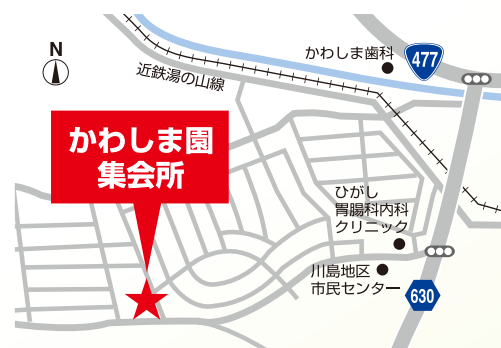 N
かわしま歯科
477
近鉄湯の山線
かわしま園
集会所
ひがし
胃腸科内科
クリニック
川島地区
市民センター
630